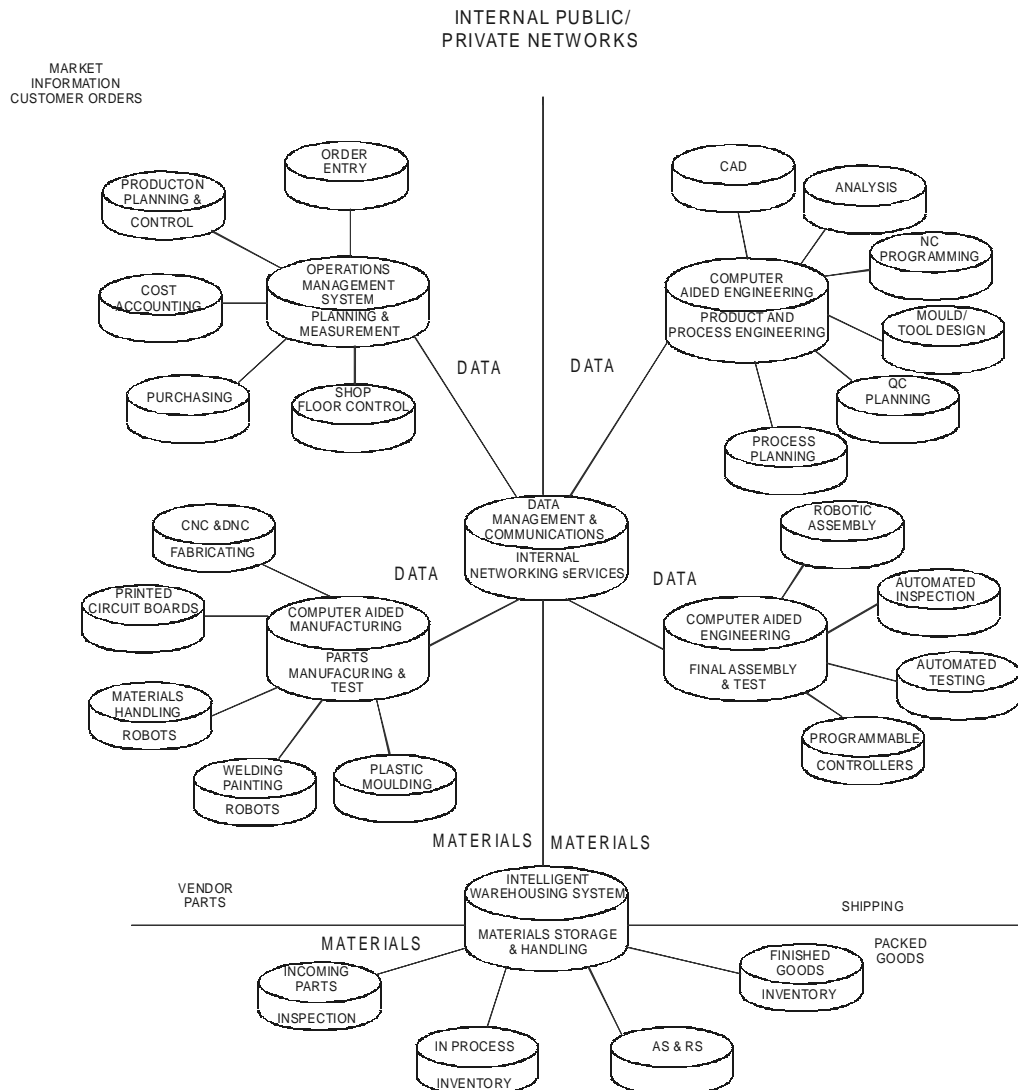 INTERNAL PUBLIC/
PRIVATE NETWORKS
MARKET
INFORMATION
CUSTOMER ORDERS
ORDER
ENTRY
PRODUCTON
PLANNING &
CONTROL
OPERATIONS
MANAGEMENT
SYSTEM
PLANNING &
MEASUREMENT
COST
ACCOUNTING
PURCHASING
SHOP
FLOOR CONTROL
DATA
CAD
ANALYSIS
NC
PROGRAMMING
COMPUTER
AIDED ENGINEERING
PRODUCT AND
PROCESS ENGINEERING
MOULD/
TOOL DESIGN
QC
PLANNING
PROCESS
PLANNING
DATA
DATA
MANAGEMENT &
COMMUNICATIONS
INTERNAL
NETWORKING sERVICES
CNC &DNC
FABRICATING
DATA
PRINTED
CIRCUIT BOARDS
COMPUTER AIDED
MANUFACTURING
PARTS
MANUFACURING &
TEST
MATERIALS
HANDLING
ROBOTS
WELDING
PAINTING
ROBOTS
PLASTIC
MOULDING
DATA
ROBOTIC
ASSEMBLY
AUTOMATED
INSPECTION
COMPUTER AIDED
ENGINEERING
FINAL ASSEMBLY
& TEST
AUTOMATED
TESTING
PROGRAMMABLE
CONTROLLERS
MATERIALS
MATERIALS
VENDOR
PARTS
INTELLIGENT
WAREHOUSING SYSTEM
MATERIALS STORAGE
& HANDLING
SHIPPING
PACKED
GOODS
MATERIALS
INCOMING
PARTS
INSPECTION
IN PROCESS
INVENTORY
AS & RS
FINISHED
GOODS
INVENTORY